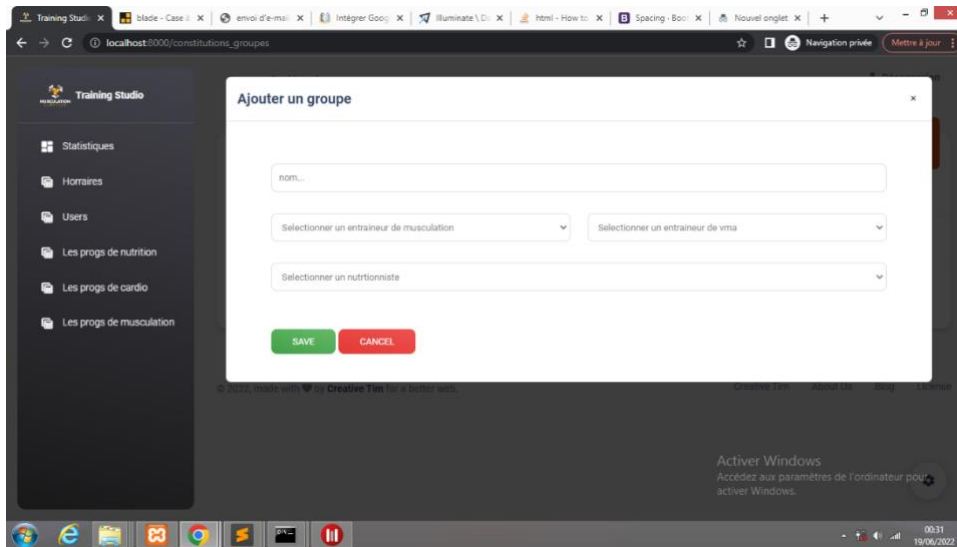 Training Studi
blade - Case à
envoi d'e-mai
Intégrer Goog
Illuminate \ D
html - How to
Spacing · Boo
Nouvel onglet
localhost:8000/constitutions_groupes
Navigation privée
Mettre à jour
MUSCULATION
Training Studio
Ajouter un groupe
Statistiques
Horraires
Users
Les progs de nutrition
Les progs de cardio
Les progs de musculation
nom...
Selectionner un entraineur de musculation
Selectionner un entraineur de vma
Selectionner un nutrtionniste
SAVE
CANCEL
© 2022, made with by Creative Tim for a better web.
Creative Tim About Us Blog License
Activer Windows
Accédez aux paramètres de l'ordinateur pour
activer Windows.
00:31
19/06/2022